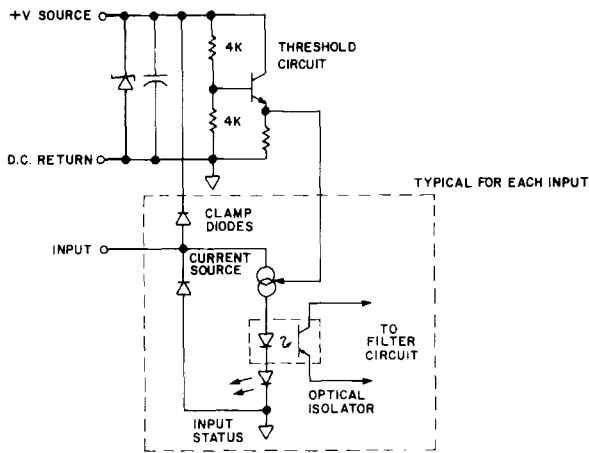 +V SOURCE
4K
THRESHOLD
CIRCUIT
4K
D.C. RETURN
TYPICAL FOR EACH INPUT
CLAMP
DIODES
INPUT
CURRENT
SOURCE
TO
FILTER
CIRCUIT
OPTICAL
ISOLATOR
INPUT
STATUS